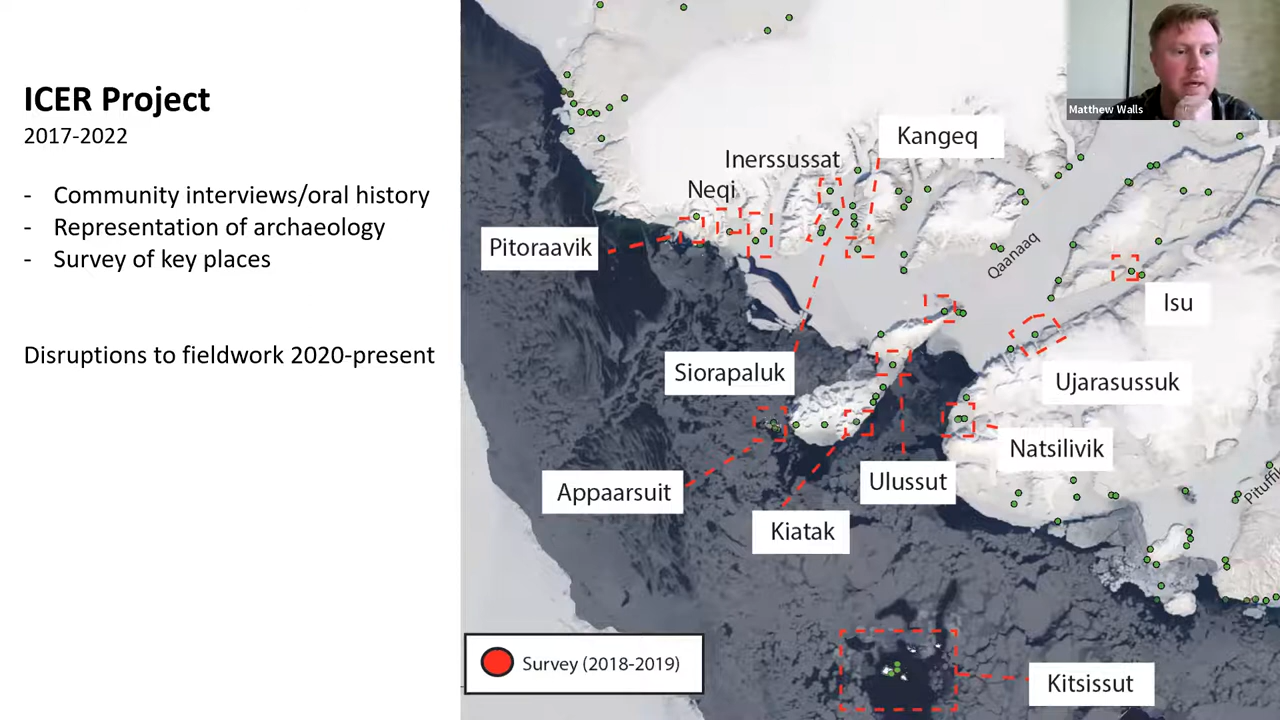 ICER Project
2017-2022
- Community interviews/oral history
- Representation of archaeology
- Survey of key places
Disruptions to fieldwork 2020-present
Matthew Walls
Kangeq
Inerssussat
Neqi
Pitoraavik
Qaanaaq
Isu
Siorapaluk
Ujarasussuk
Natsilivik
Ulussut
Appaarsuit
Kiatak
Survey (2018-2019)
Kitsissut